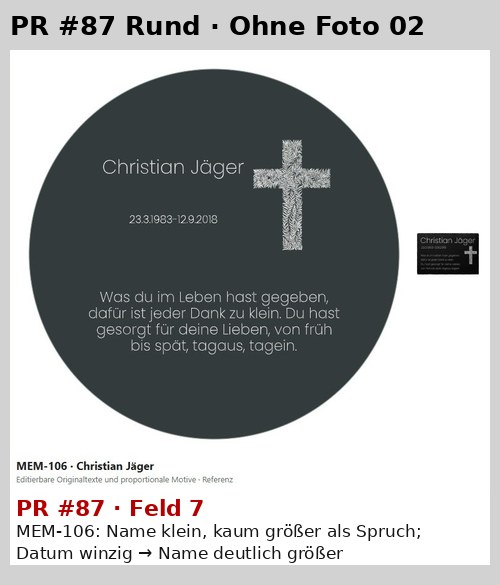 PR #87 Rund · Ohne Foto 02
Christian Jäger
23.3.1983-12.9.2018
Was du im Leben hast gegeben,
dafür ist jeder Dank zu klein. Du hast
gesorgt für deine Lieben, von früh
bis spät, tagaus, tagein.
Christian Jäger
MEM-106 · Christian Jäger
Editierbare Originaltexte und proportionale Motive · Referenz
PR #87 · Feld 7
MEM-106: Name klein, kaum größer als Spruch;
Datum winzig → Name deutlich größer